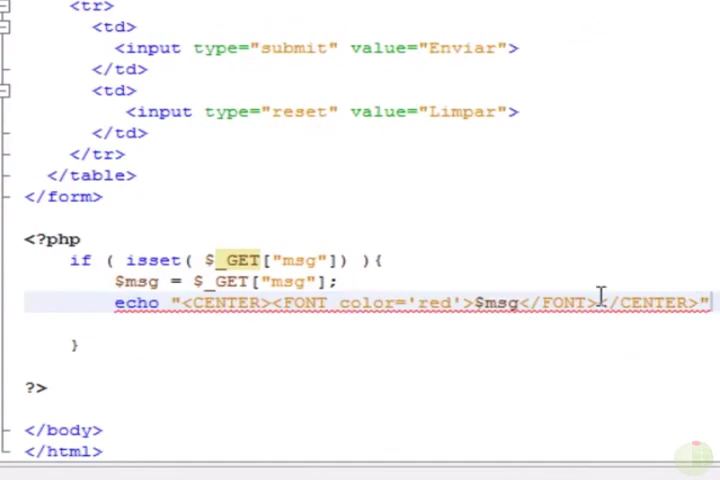 <tr>
<td>
<input type="submit" value="Enviar">
</td>
<td>
<input type="reset" value="Limpar">
</td>
</tr>
</table>
</form>
<?php
if ( isset( $_GET["msg"]) ){
$msg = $_GET["msg"];
echo "<CENTER><FONT color='red'>$msg</FONT></CENTER>"
}
?>
</body>
</html>